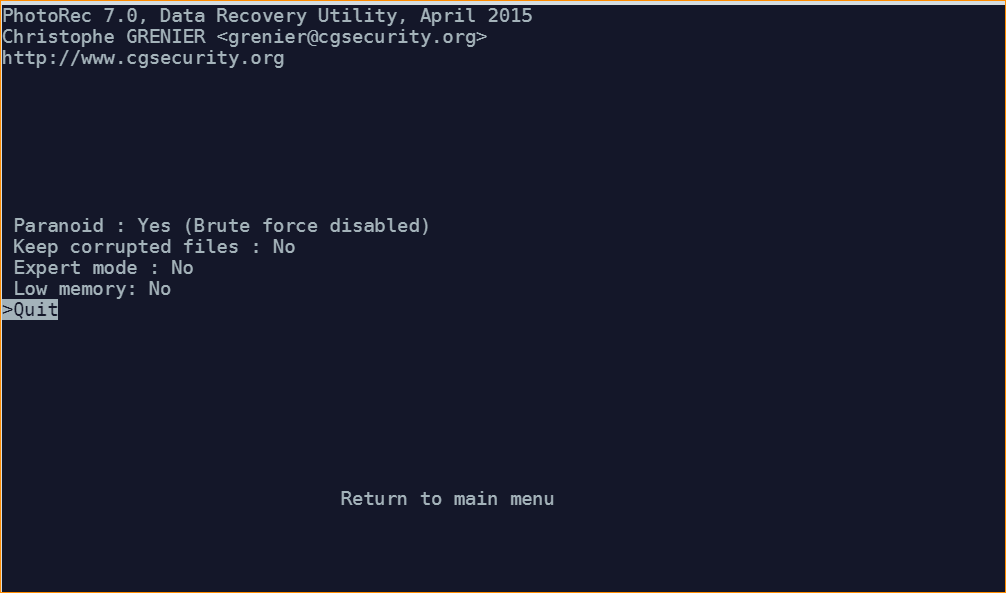 PhotoRec 7.0, Data Recovery Utility, April 2015
Christophe GRENIER <grenier@cgsecurity.org>
http://www.cgsecurity.org
Paranoid : Yes (Brute force disabled)
Keep corrupted files : No
Expert mode : No
Low memory: No
>Quit
Return to main menu